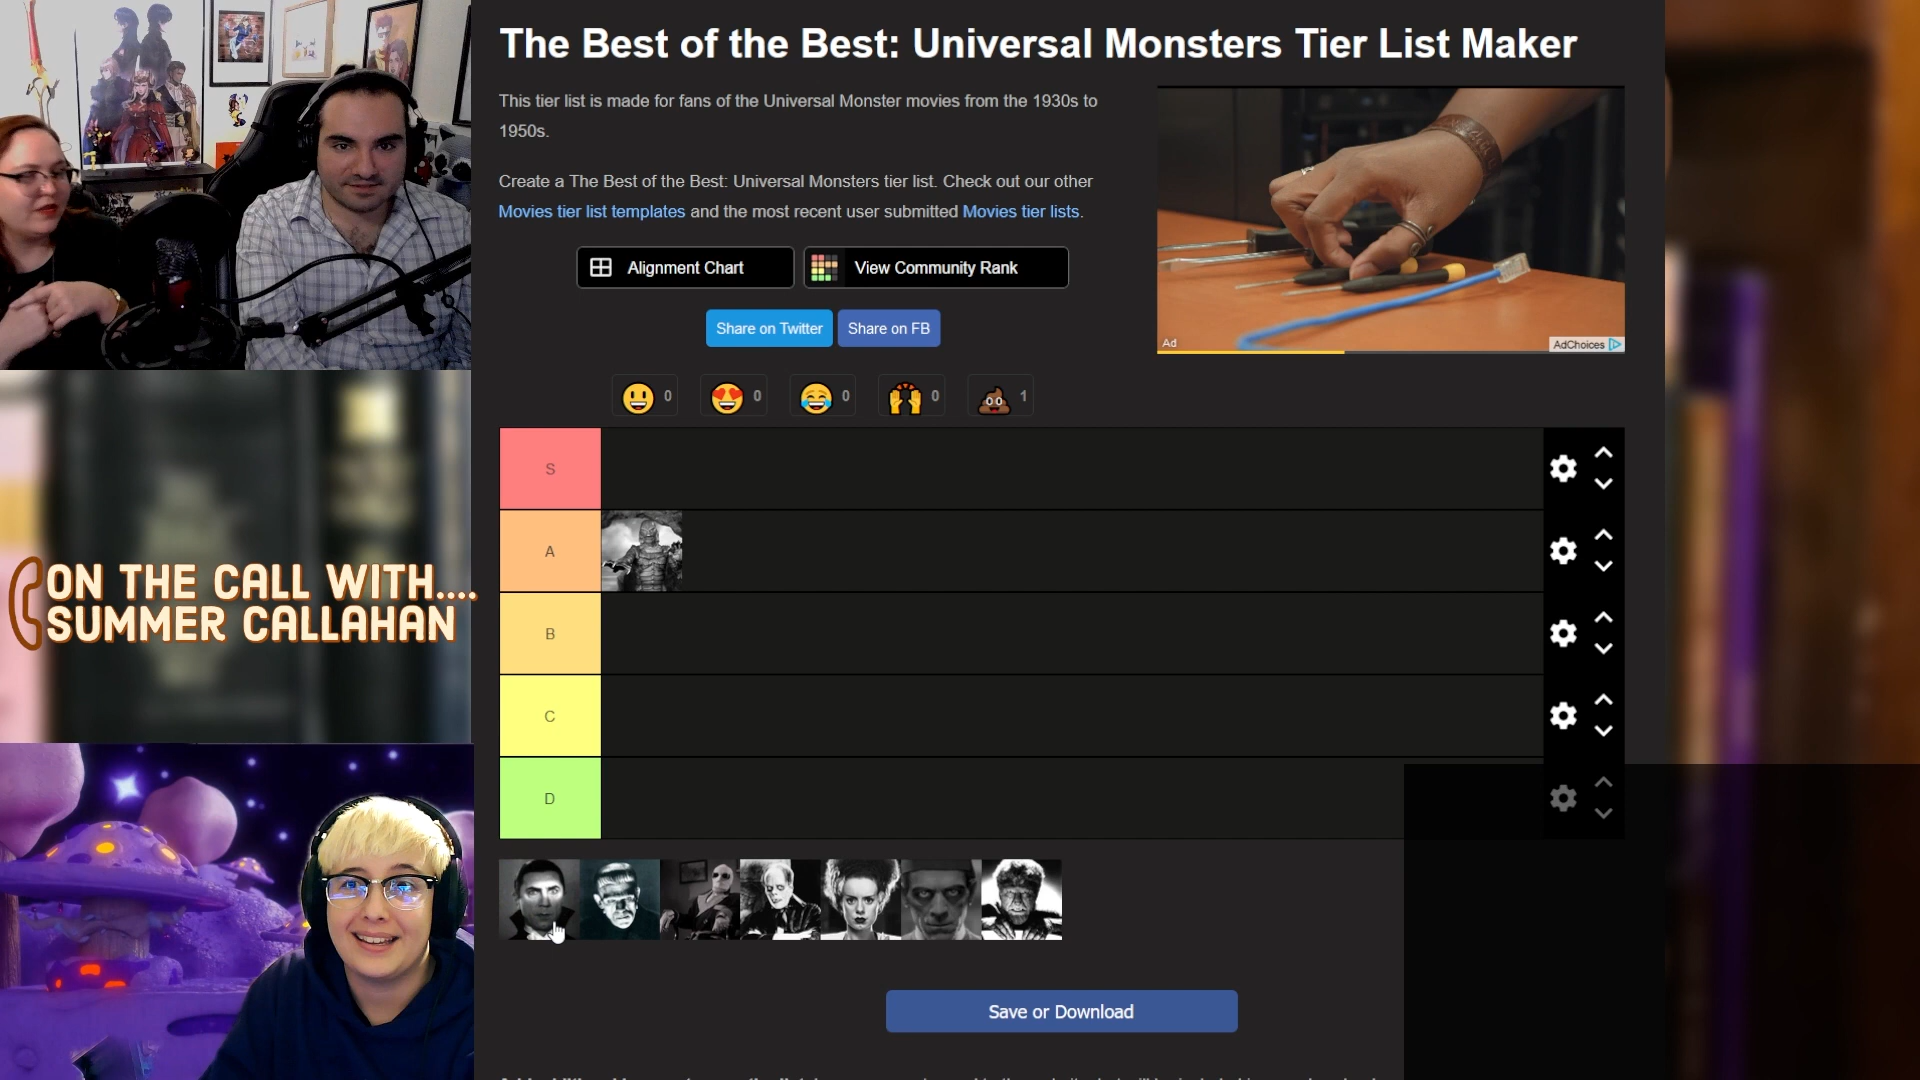 The Best of the Best: Universal Monsters Tier List Maker
This tier list is made for fans of the Universal Monster movies from the 1930s to
1950s.
Create a The Best of the Best: Universal Monsters tier list. Check out our other
Movies tier list templates and the most recent user submitted Movies tier lists.
Alignment Chart
View Community Rank
Share on Twitter
Share on FB
Ad
AdChoices
0
0
0
0
1
S
A
B
C
D
ON THE CALL WITH....
SUMMER CALLAHAN
Save or Download